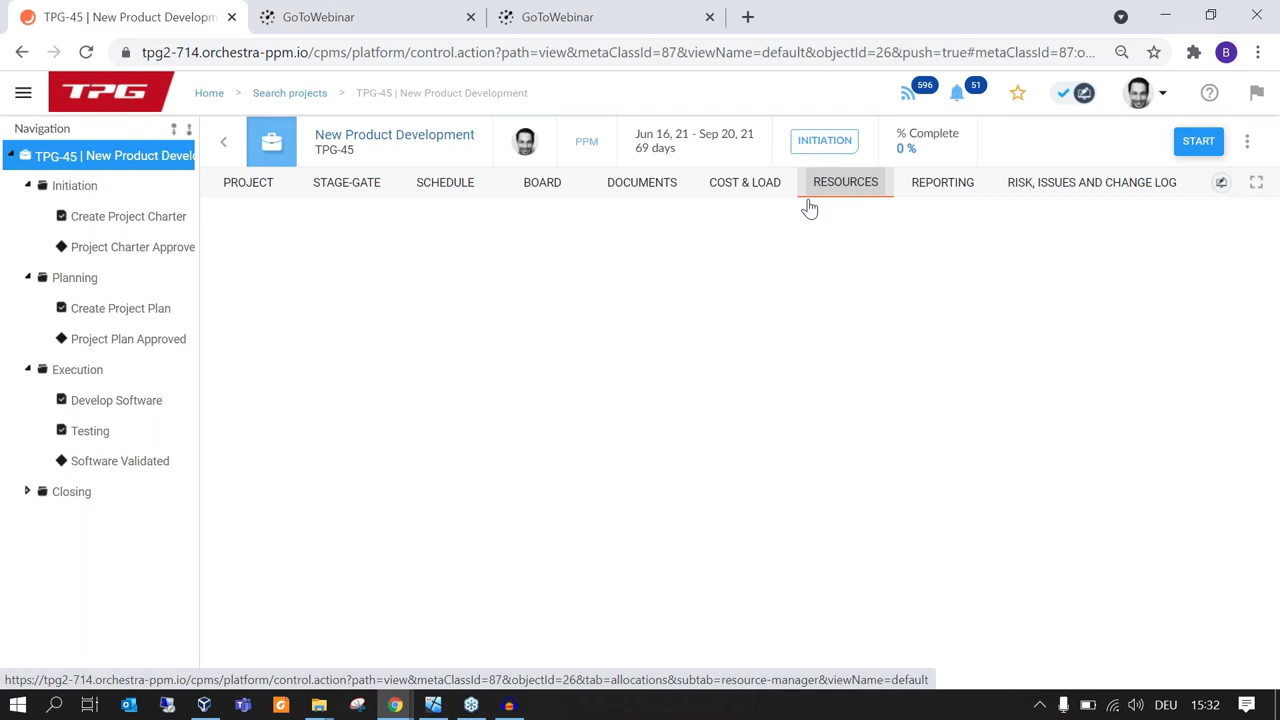 TPG-45 | New Product Developm
GoToWebinar
GoToWebinar
tpg2-714.orchestra-ppm.io/cpms/platform/control.action?path=view&metaClassId=87&viewName=default&objectId=26&push=true#metaClassId=87:o...
B
TPG
Home > Search projects > TPG-45 | New Product Development
596
51
Navigation
New Product Development
TPG-45
PPM
Jun 16, 21 - Sep 20, 21
69 days
INITIATION
% Complete
0 %
START
TPG-45 | New Product Develo
PROJECT STAGE-GATE SCHEDULE BOARD DOCUMENTS COST & LOAD RESOURCES REPORTING RISK, ISSUES AND CHANGE LOG
Initiation
Create Project Charter
Project Charter Approve
Planning
Create Project Plan
Project Plan Approved
Execution
Develop Software
Testing
Software Validated
Closing
https://tpg2-714.orchestra-ppm.io/cpms/platform/control.action?path=view&metaClassId=87&objectId=26&tab=allocations&subtab=resource-manager&viewName=default
DEU 15:32